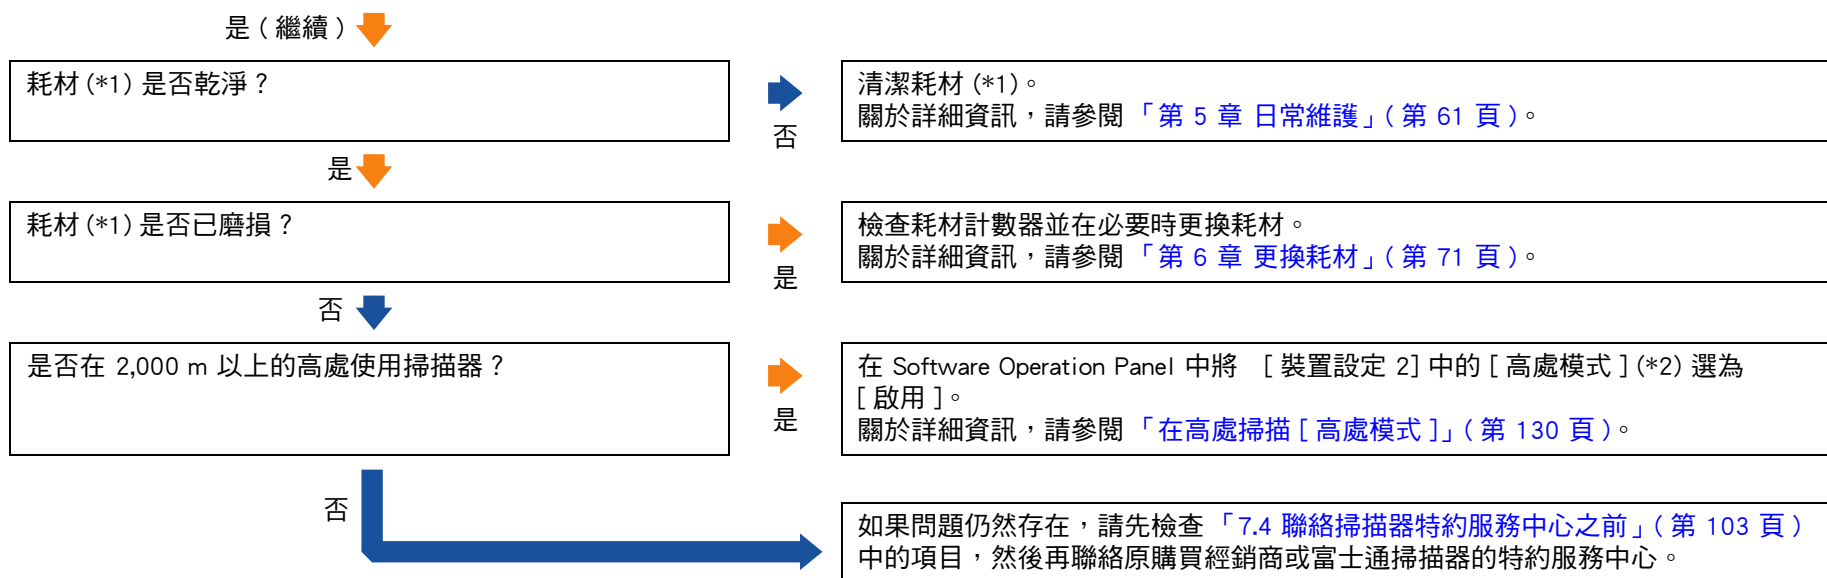 是 ( 繼續 )
耗材 (*1) 是否乾淨？
否
清潔耗材 (*1)。
關於詳細資訊，請參閱 「第 5 章 日常維護」( 第 61 頁 )。
是
耗材 (*1) 是否已磨損？
是
檢查耗材計數器並在必要時更換耗材。
關於詳細資訊，請參閱 「第 6 章 更換耗材」( 第 71 頁 )。
否
是否在 2,000 m 以上的高處使用掃描器？
是
在 Software Operation Panel 中將 [ 裝置設定 2] 中的 [ 高處模式 ] (*2) 選為
[ 啟用 ]。
關於詳細資訊，請參閱 「在高處掃描 [ 高處模式 ]」( 第 130 頁 )。
否
如果問題仍然存在，請先檢查 「7.4 聯絡掃描器特約服務中心之前」( 第 103 頁 )
中的項目，然後再聯絡原購買經銷商或富士通掃描器的特約服務中心。